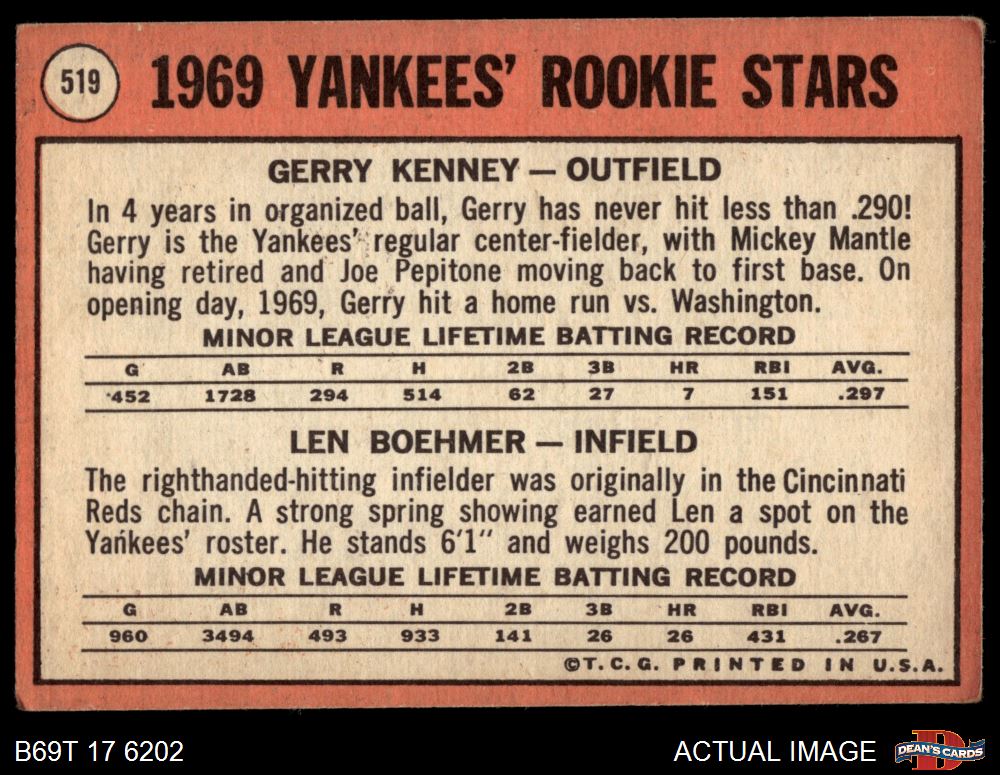 519
1969 YANKEES' ROOKIE STARS
GERRY KENNEY — OUTFIELD
In 4 years in organized ball, Gerry has never hit less than .290!
Gerry is the Yankees' regular center-fielder, with Mickey Mantle
having retired and Joe Pepitone moving back to first base. On
opening day, 1969, Gerry hit a home run vs. Washington.
MINOR LEAGUE LIFETIME BATTING RECORD
G AB R H 2B 3B HR RBI AVG.
452 1728 294 514 62 27 7 151 .297
LEN BOEHMER — INFIELD
The righthanded-hitting infielder was originally in the Cincinnati
Reds chain. A strong spring showing earned Len a spot on the
Yankees' roster. He stands 6'1" and weighs 200 pounds.
MINOR LEAGUE LIFETIME BATTING RECORD
G AB R H 2B 3B HR RBI AVG.
960 3494 493 933 141 26 26 431 .267
©T.C.G. PRINTED IN U.S.A.
B69T 17 6202
ACTUAL IMAGE
DEAN'S CARDS